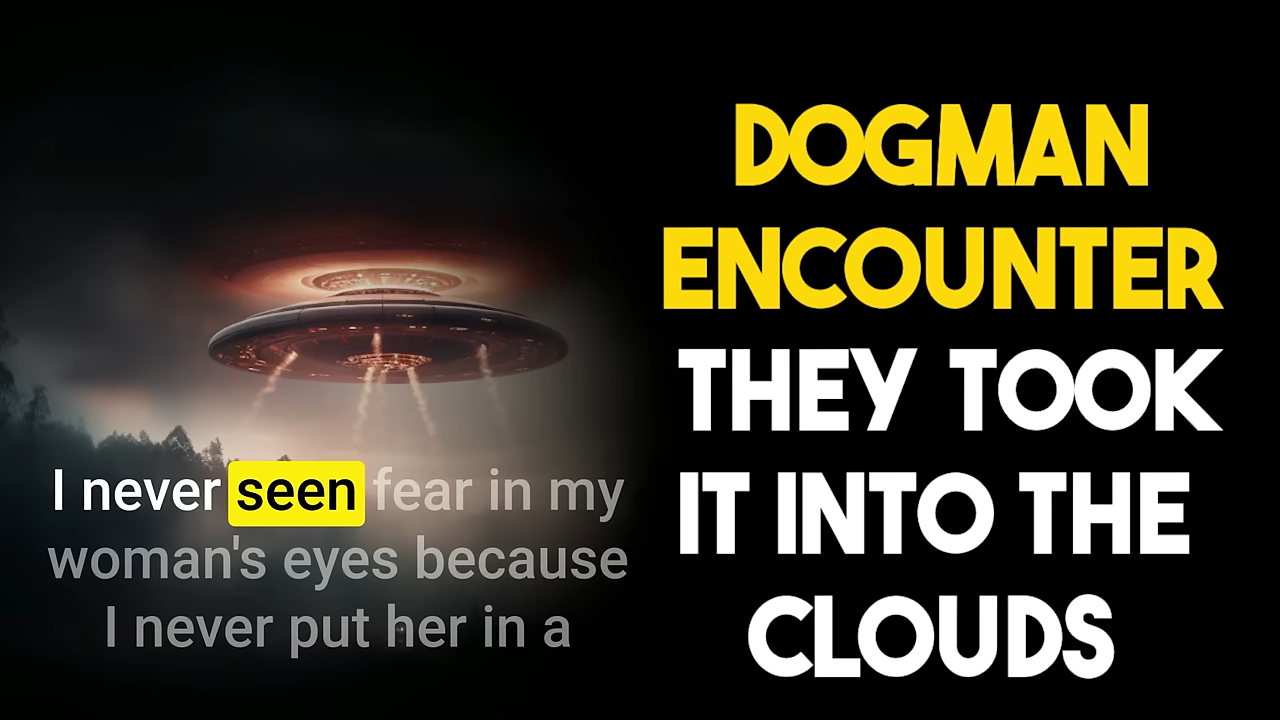 I never seen fear in my
woman's eyes because
I never put her in a
DOGMAN
ENCOUNTER
THEY TOOK
IT INTO THE
CLOUDS